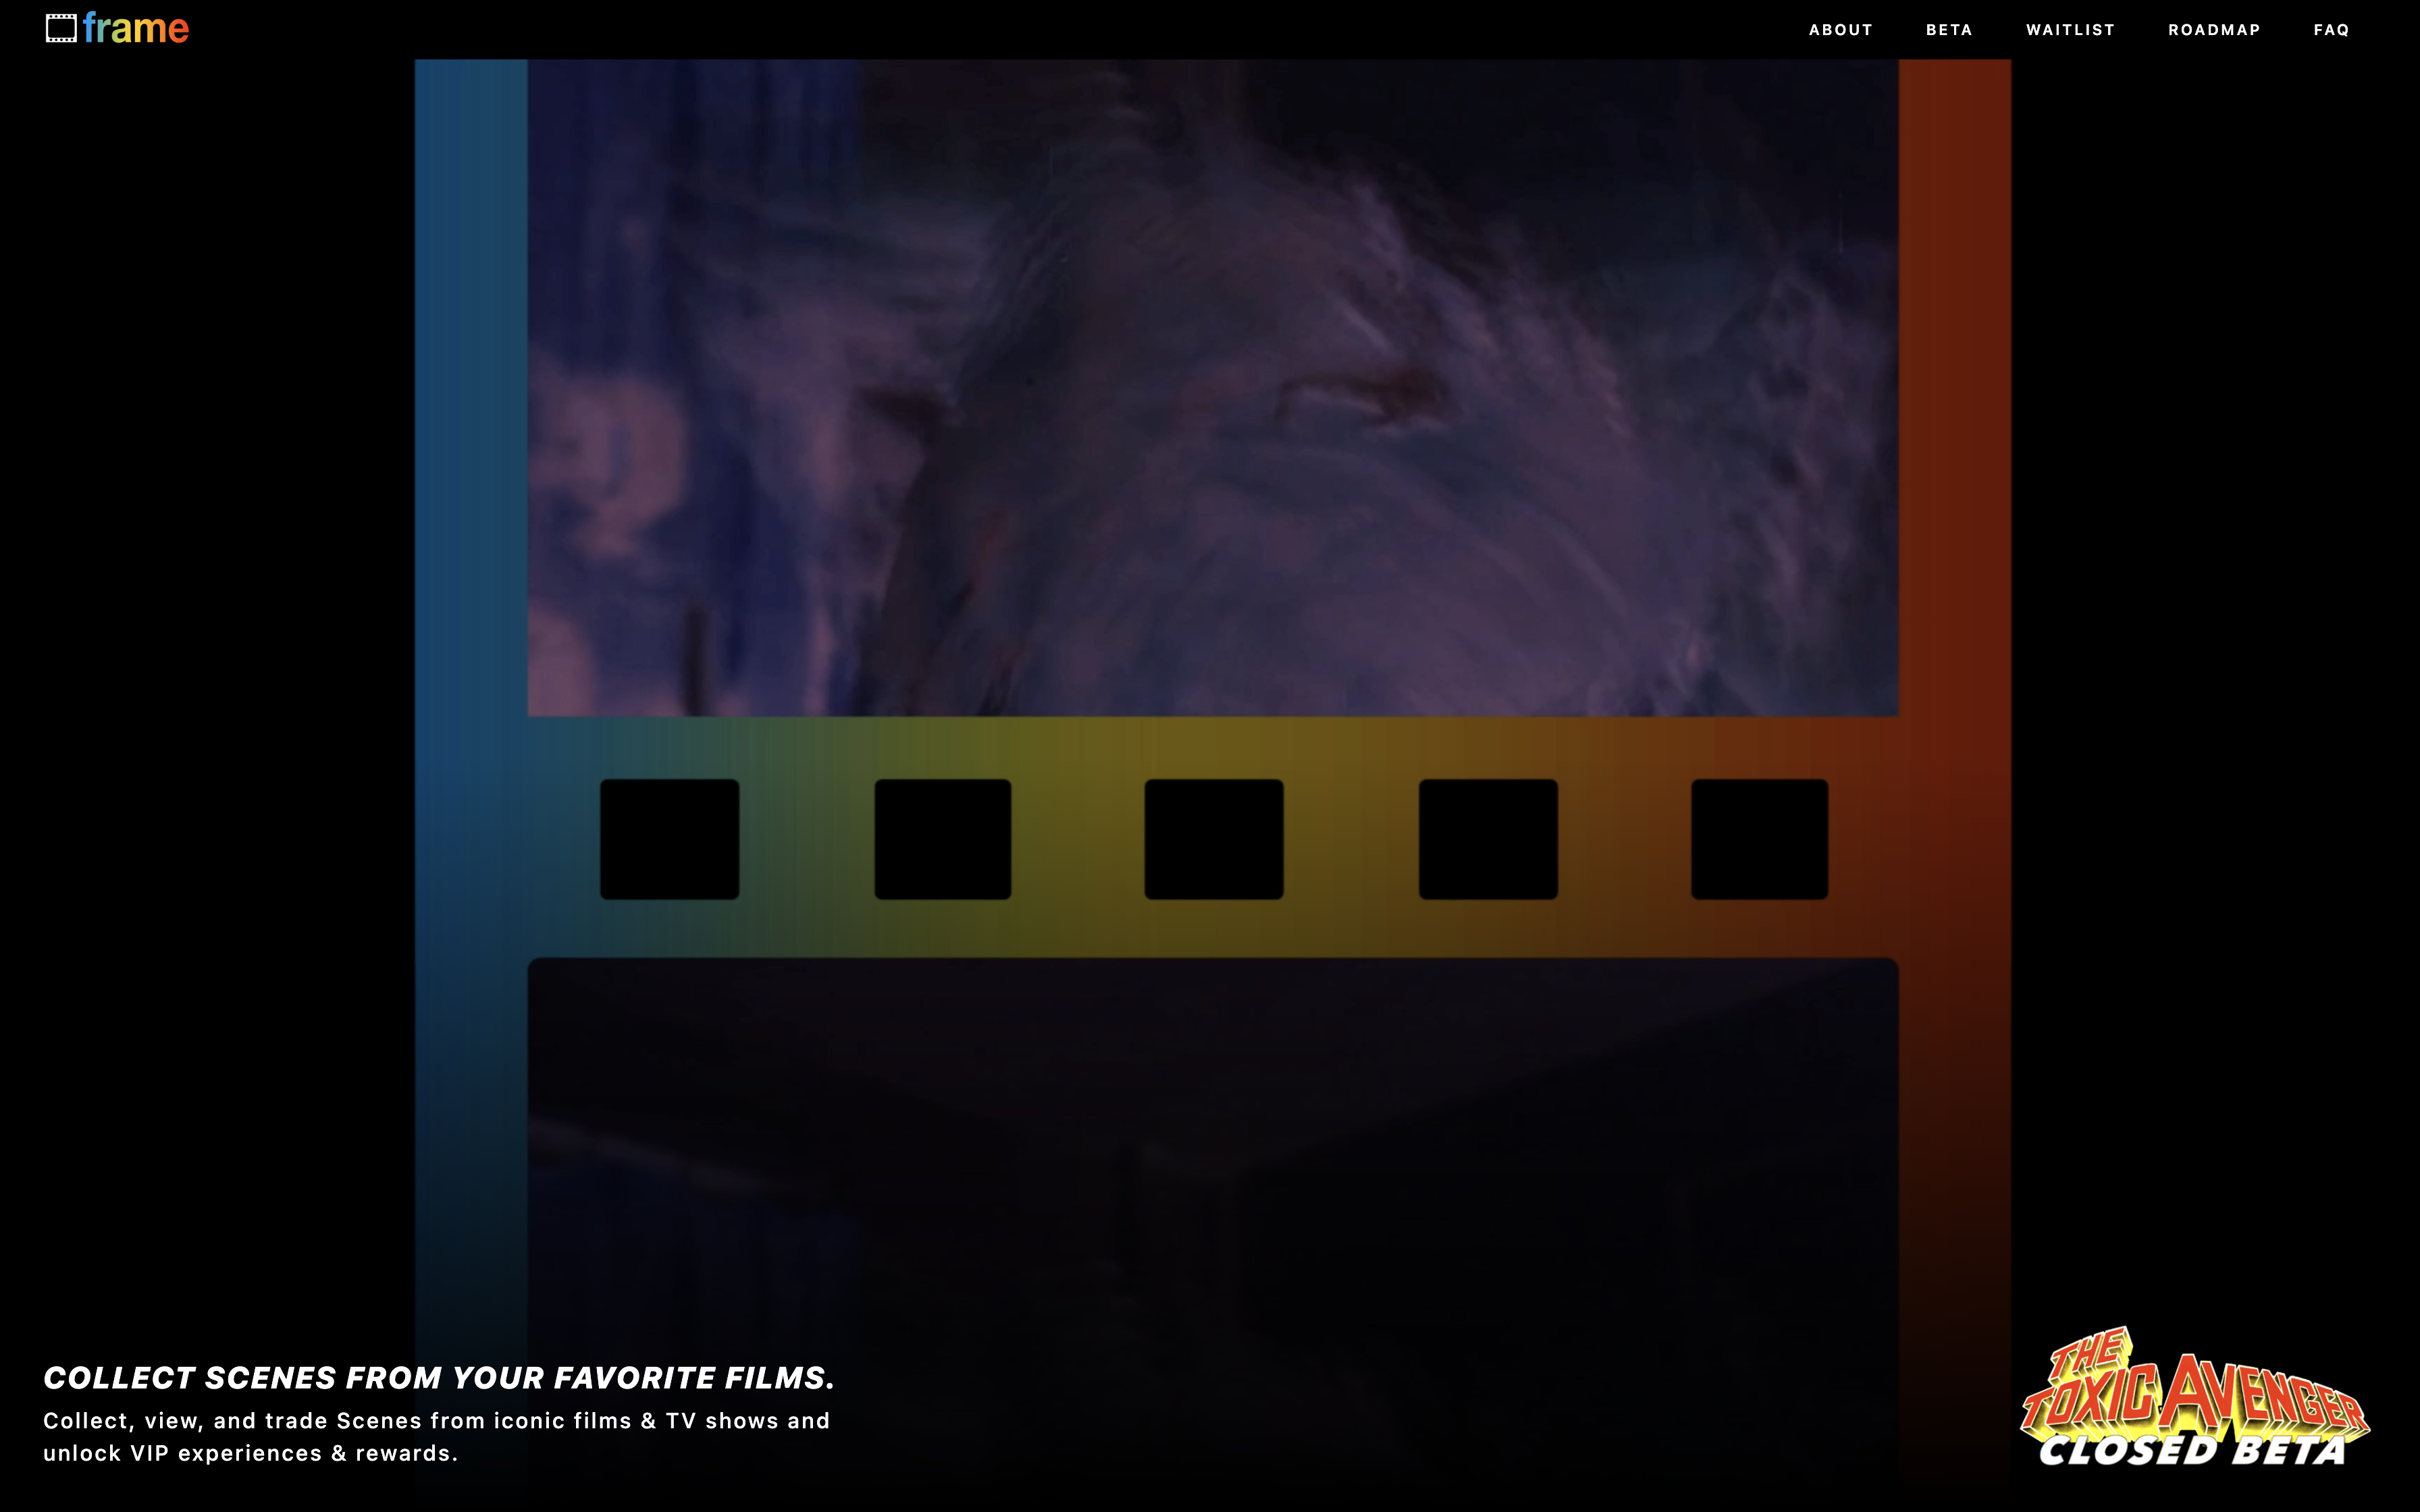 frame
ABOUT
BETA
WAITLIST
ROADMAP
FAQ
COLLECT SCENES FROM YOUR FAVORITE FILMS.
Collect, view, and trade Scenes from iconic films & TV shows and
unlock VIP experiences & rewards.
THE
TOXIC AVENGER
CLOSED BETA